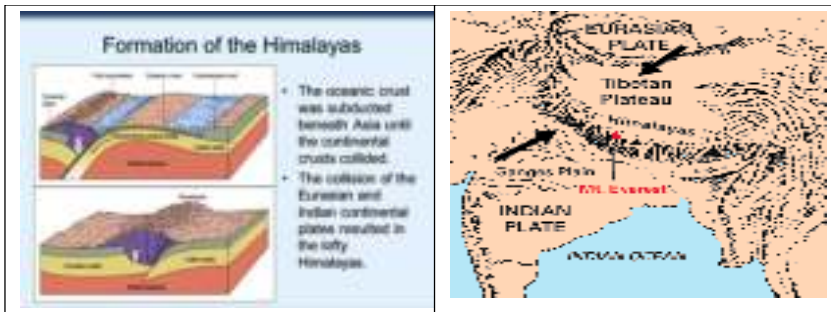 Formation of the Himalayas
• The oceanic crust
was subducted
beneath Asia until
the continental
crusts collided.
• The collision of the
Eurasian and
Indian continental
plates resulted in
the lofty
Himalayas.
EURASIAN
PLATE
Tibetan
Plateau
Himalayas
Ganges Plain
Mt. Everest
INDIAN
PLATE
INDIAN OCEAN